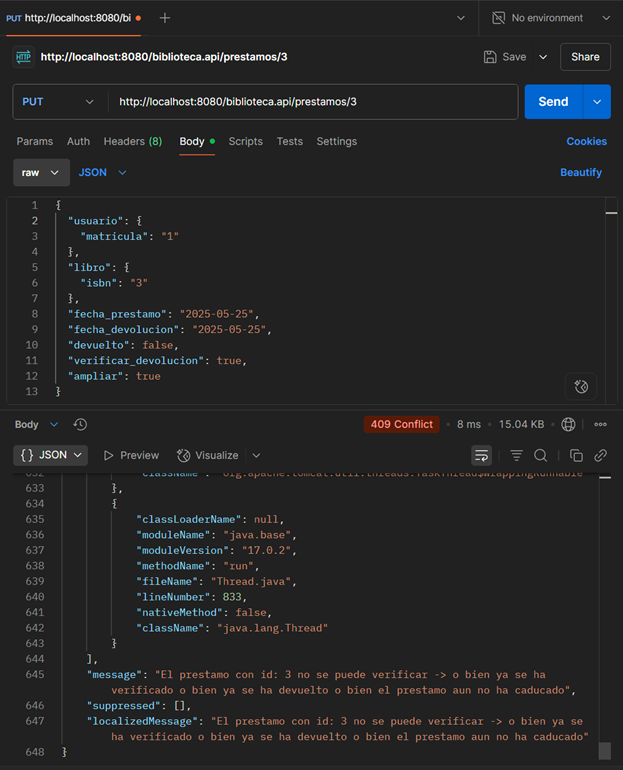 PUT http://localhost:8080/bi
No environment
HTTP http://localhost:8080/biblioteca.api/prestamos/3
Save
Share
PUT
http://localhost:8080/biblioteca.api/prestamos/3
Send
Params Auth Headers (8) Body Scripts Tests Settings
Cookies
raw
JSON
Beautify
1 {
2 "usuario": {
3 "matricula": "1"
4 },
5 "libro": {
6 "isbn": "3"
7 },
8 "fecha_prestamo": "2025-05-25",
9 "fecha_devolucion": "2025-05-25",
10 "devuelto": false,
11 "verificar_devolucion": true,
12 "ampliar": true
13 }
Body
409 Conflict
8 ms
15.04 KB
{} JSON
Preview
Visualize
632 "className": "org.apache.tomcat.util.threads.TaskThread$WrappingRunnable"
633 },
634 {
635 "classLoaderName": null,
636 "moduleName": "java.base",
637 "moduleVersion": "17.0.2",
638 "methodName": "run",
639 "fileName": "Thread.java",
640 "lineNumber": 833,
641 "nativeMethod": false,
642 "className": "java.lang.Thread"
643 }
644 ],
645 "message": "El prestamo con id: 3 no se puede verificar -> o bien ya se ha
verificado o bien ya se ha devuelto o bien el prestamo aun no ha caducado",
646 "suppressed": [],
647 "localizedMessage": "El prestamo con id: 3 no se puede verificar -> o bien ya se
ha verificado o bien ya se ha devuelto o bien el prestamo aun no ha caducado"
648 }